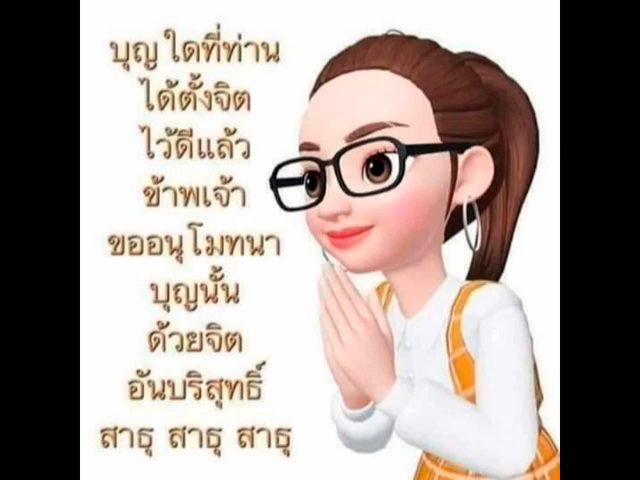 บุญใดที่ท่าน
ได้ตั้งจิต
ไว้ดีแล้ว
ข้าพเจ้า
ขออนุโมทนา
บุญนั้น
ด้วยจิต
อันบริสุทธิ์
สาธุ สาธุ สาธุ